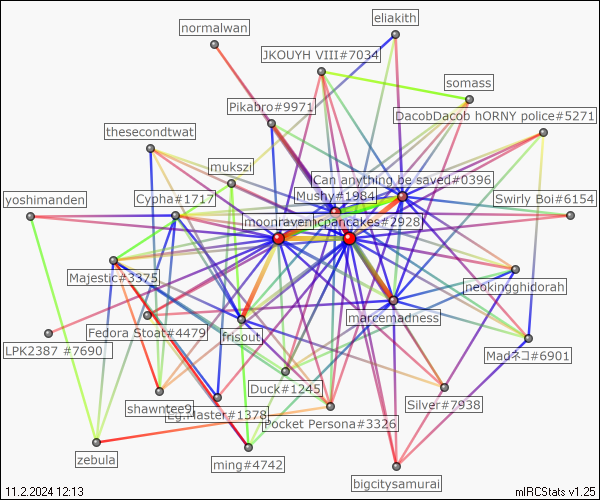 eliakith
normalwan
JKOUYH VIII#7034
somass
Pikabro#9971
DacobDacob hORNY police#5271
thesecondtwat
mukszi
Can anything be saved#0396
yoshimanden
Cypha#1717
Mushy#1984
Swirly Boi#6154
moonraven
icpancakes#2928
Majestic#3375
neokingghidorah
Fedora Stoat#4479
frisout
marcemadness
LPK2387 #7690
Madネコ#6901
Duck#1245
Silver#7938
shawntee9
Eg.Master#1378
Pocket Persona#3326
zebula
ming#4742
bigcitysamurai
11.2.2024 12:13
mIRCStats v1.25